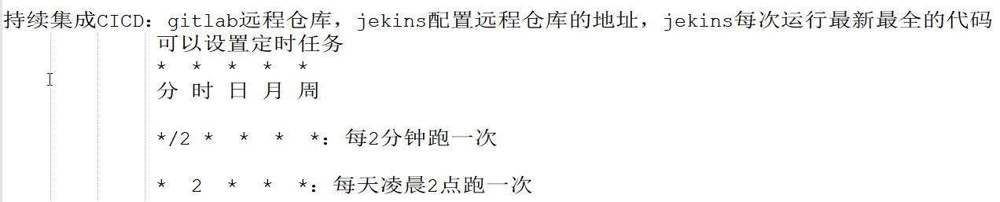 持续集成CICD：gitlab远程仓库，jekins配置远程仓库的地址，jekins每次运行最新最全的代码
可以设置定时任务
* * * * *
分 时 日 月 周
*/2 * * * *：每2分钟跑一次
* 2 * * *：每天凌晨2点跑一次